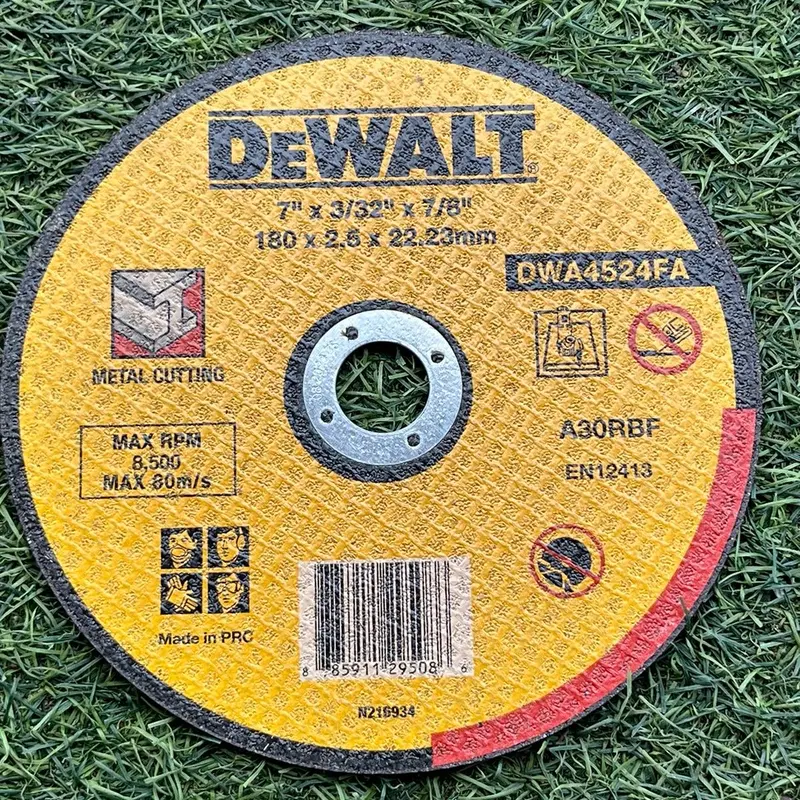 DEWALT
7" x 3/32" x 7/8"
180 x 2.5 x 22.23mm
DWA4524FA
METAL CUTTING
MAX RPM
8,500
MAX 80m/s
A30RBF
EN12413
Made in PRC
8 85911 29508 6
N216934